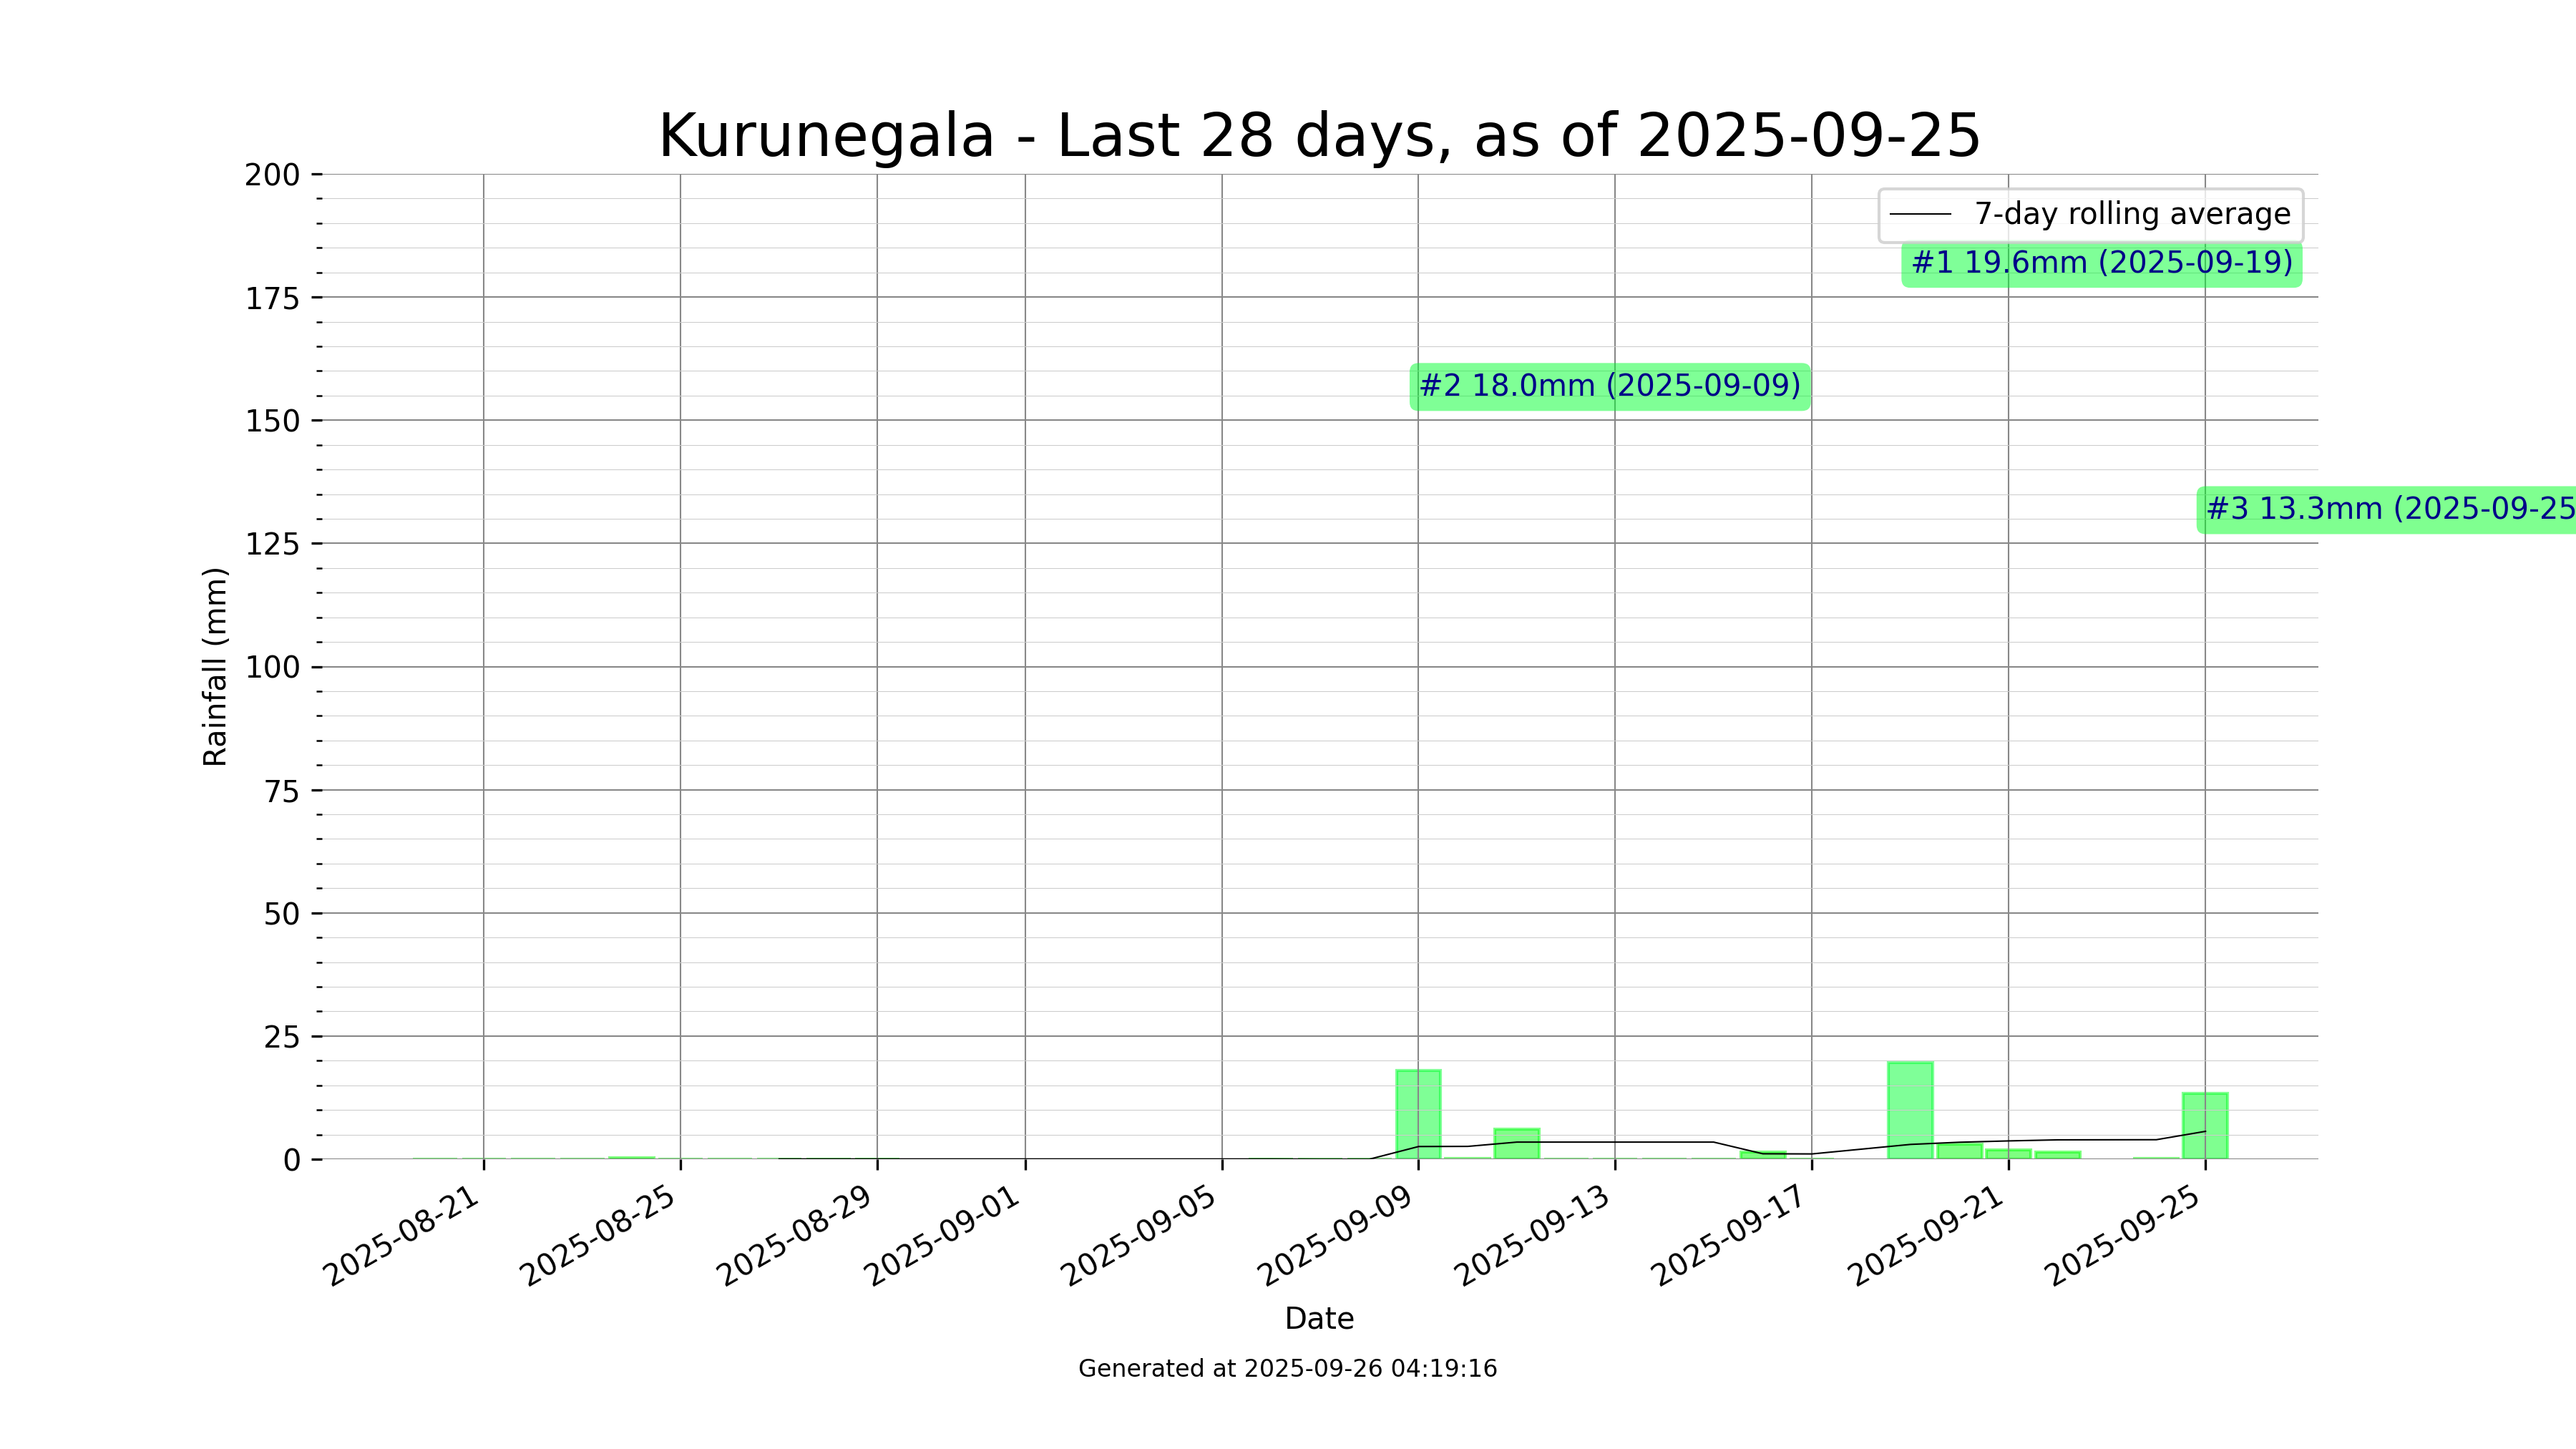 Kurunegala - Last 28 days, as of 2025-09-25
200
175
150
125
100
75
50
25
0
Rainfall (mm)
7-day rolling average
#1 19.6mm (2025-09-19)
#2 18.0mm (2025-09-09)
#3 13.3mm (2025-09-25
2025-08-21
2025-08-25
2025-08-29
2025-09-01
2025-09-05
2025-09-09
2025-09-13
2025-09-17
2025-09-21
2025-09-25
Date
Generated at 2025-09-26 04:19:16